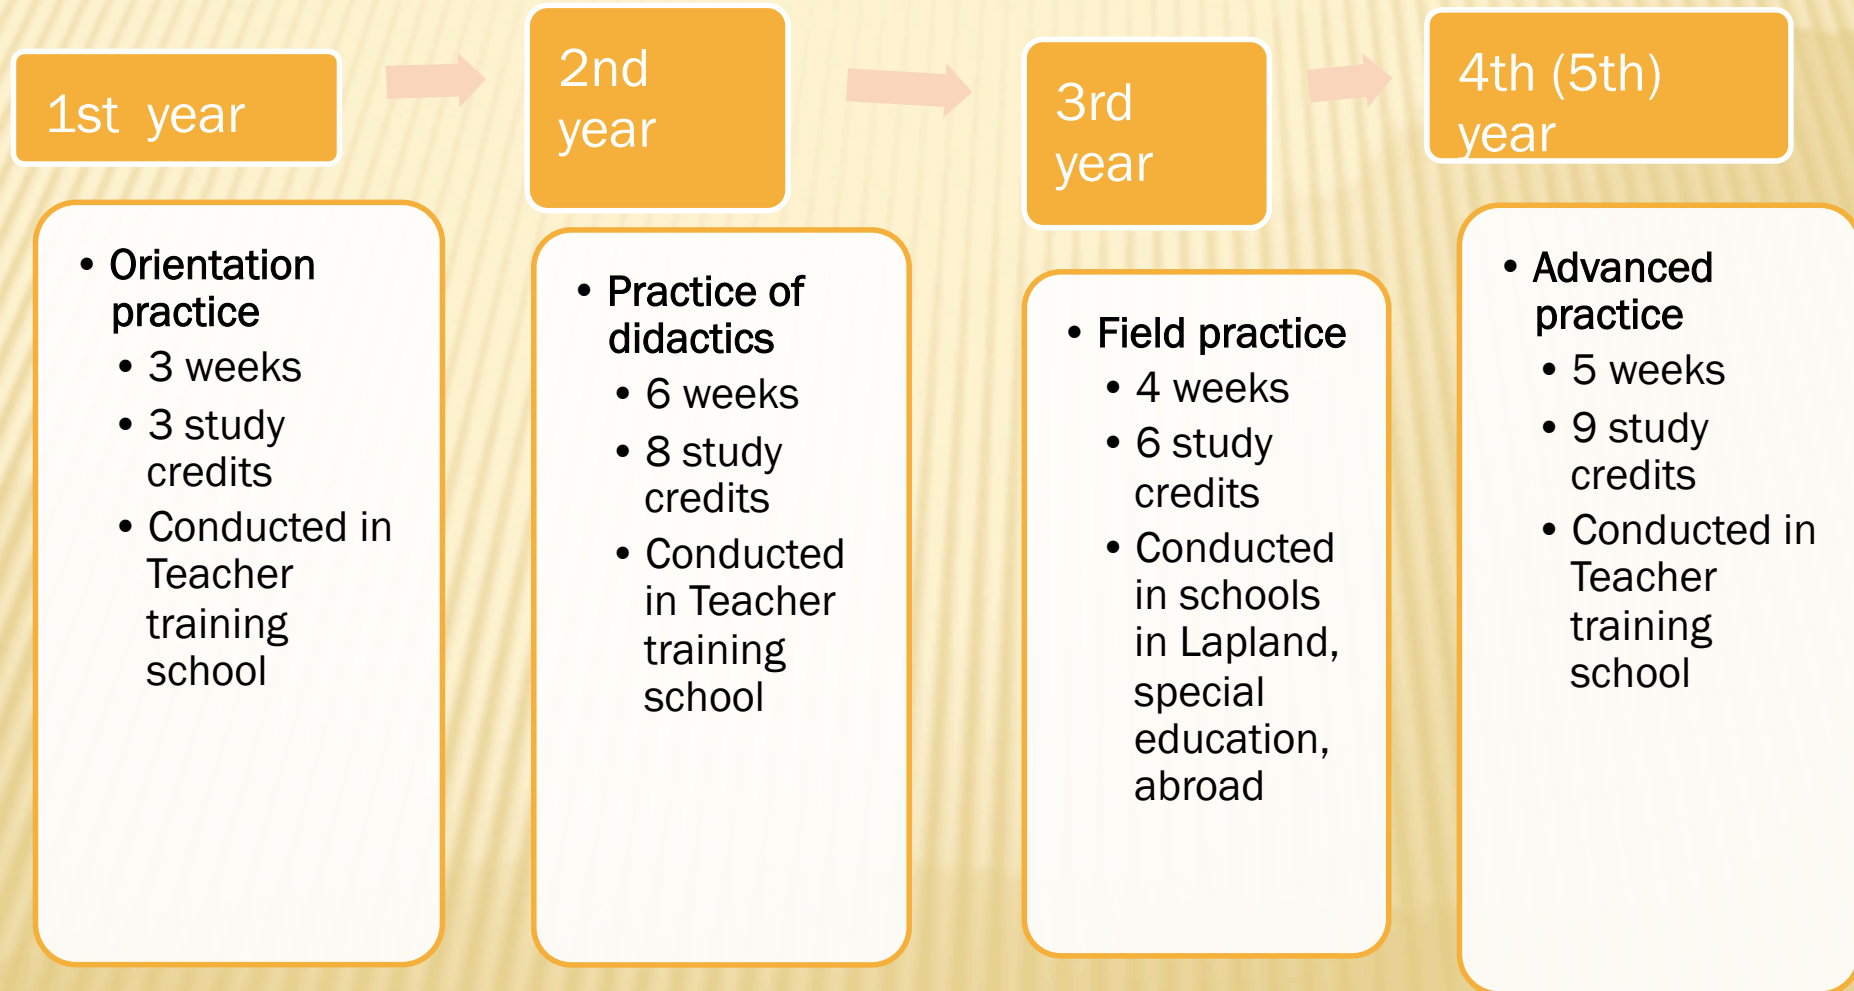 1st year
• Orientation
practice
• 3 weeks
• 3 study
credits
• Conducted in
Teacher
training
school
2nd
year
• Practice of
didactics
• 6 weeks
• 8 study
credits
• Conducted
in Teacher
training
school
3rd
year
• Field practice
• 4 weeks
• 6 study
credits
• Conducted
in schools
in Lapland,
special
education,
abroad
4th (5th)
year
• Advanced
practice
• 5 weeks
• 9 study
credits
• Conducted in
Teacher
training
school